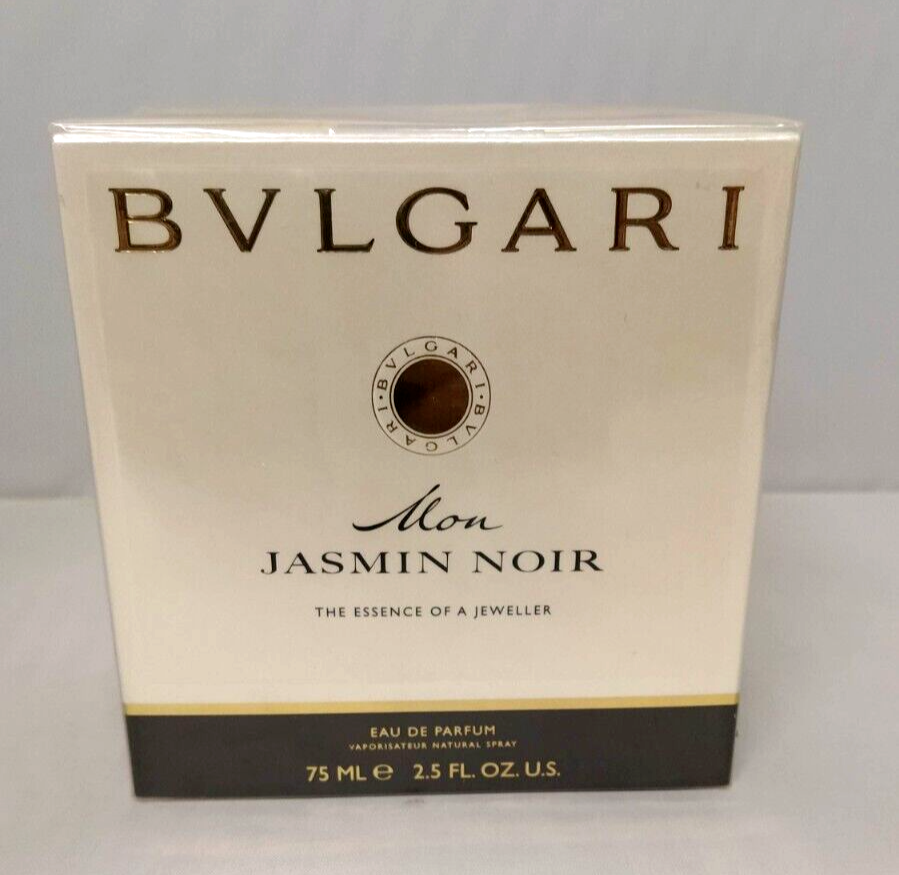 BVLGARI
BVLGARI · BVLGARI ·
Mon
JASMIN NOIR
THE ESSENCE OF A JEWELLER
EAU DE PARFUM
VAPORISATEUR NATURAL SPRAY
75 ML ℮ 2.5 FL. OZ. U.S.